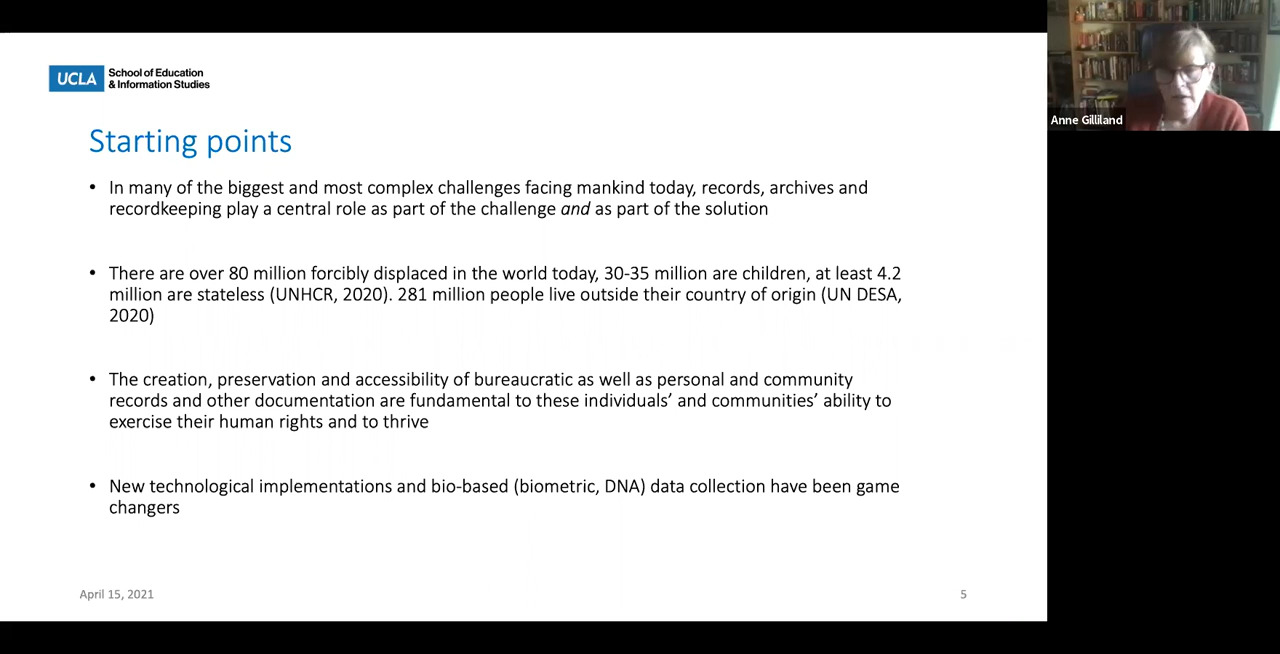 UCLA School of Education
& Information Studies
Anne Gilliland
Starting points
• In many of the biggest and most complex challenges facing mankind today, records, archives and
recordkeeping play a central role as part of the challenge and as part of the solution
• There are over 80 million forcibly displaced in the world today, 30-35 million are children, at least 4.2
million are stateless (UNHCR, 2020). 281 million people live outside their country of origin (UN DESA,
2020)
• The creation, preservation and accessibility of bureaucratic as well as personal and community
records and other documentation are fundamental to these individuals’ and communities’ ability to
exercise their human rights and to thrive
• New technological implementations and bio-based (biometric, DNA) data collection have been game
changers
April 15, 2021
5